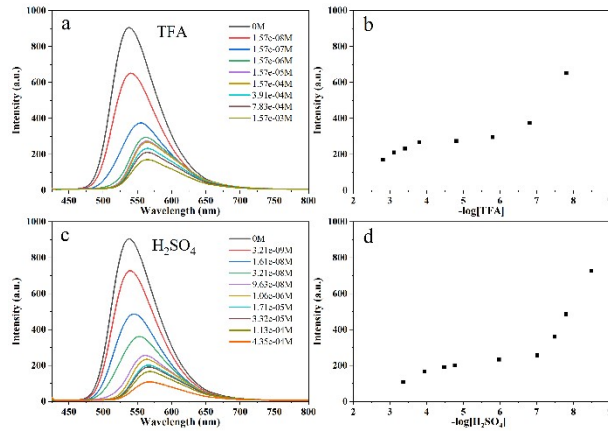 a
TFA
0M
1.57e-08M
1.57e-07M
1.57e-06M
1.57e-05M
1.57e-04M
3.91e-04M
7.83e-04M
1.57e-03M
Intensity (a.u.)
1000
800
600
400
200
0
450 500 550 600 650 700 750 800
Wavelength (nm)
b
Intensity (a.u.)
1000
800
600
400
200
0
2 3 4 5 6 7 8 9
-log[TFA]
c
H₂SO₄
0M
3.21e-09M
1.61e-08M
3.21e-08M
9.63e-08M
1.06e-06M
1.71e-05M
3.32e-05M
1.13e-04M
4.35e-04M
Intensity (a.u.)
1000
800
600
400
200
0
450 500 550 600 650 700 750 800
Wavelength (nm)
d
Intensity (a.u.)
1000
800
600
400
200
0
2 3 4 5 6 7 8
-log[H₂SO₄]